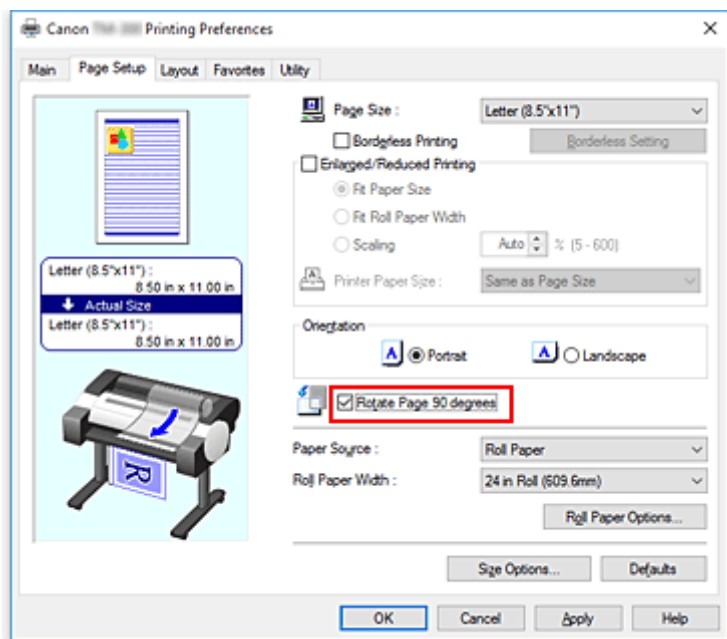 Canon Printing Preferences
Main Page Setup Layout Favorites Utility
Page Size : Letter (8.5"x11")
Borderless Printing Borderless Setting
Enlarged/Reduced Printing
Fit Paper Size
Fit Roll Paper Width
Scaling Auto % (5 - 600)
Printer Paper Size : Same as Page Size
Letter (8.5"x11") :
8.50 in x 11.00 in
Actual Size
Letter (8.5"x11") :
8.50 in x 11.00 in
Orientation
A Portrait A Landscape
Rotate Page 90 degrees
Paper Source : Roll Paper
Roll Paper Width : 24 in Roll (609.6mm)
R
Roll Paper Options...
Size Options... Defaults
OK Cancel Apply Help